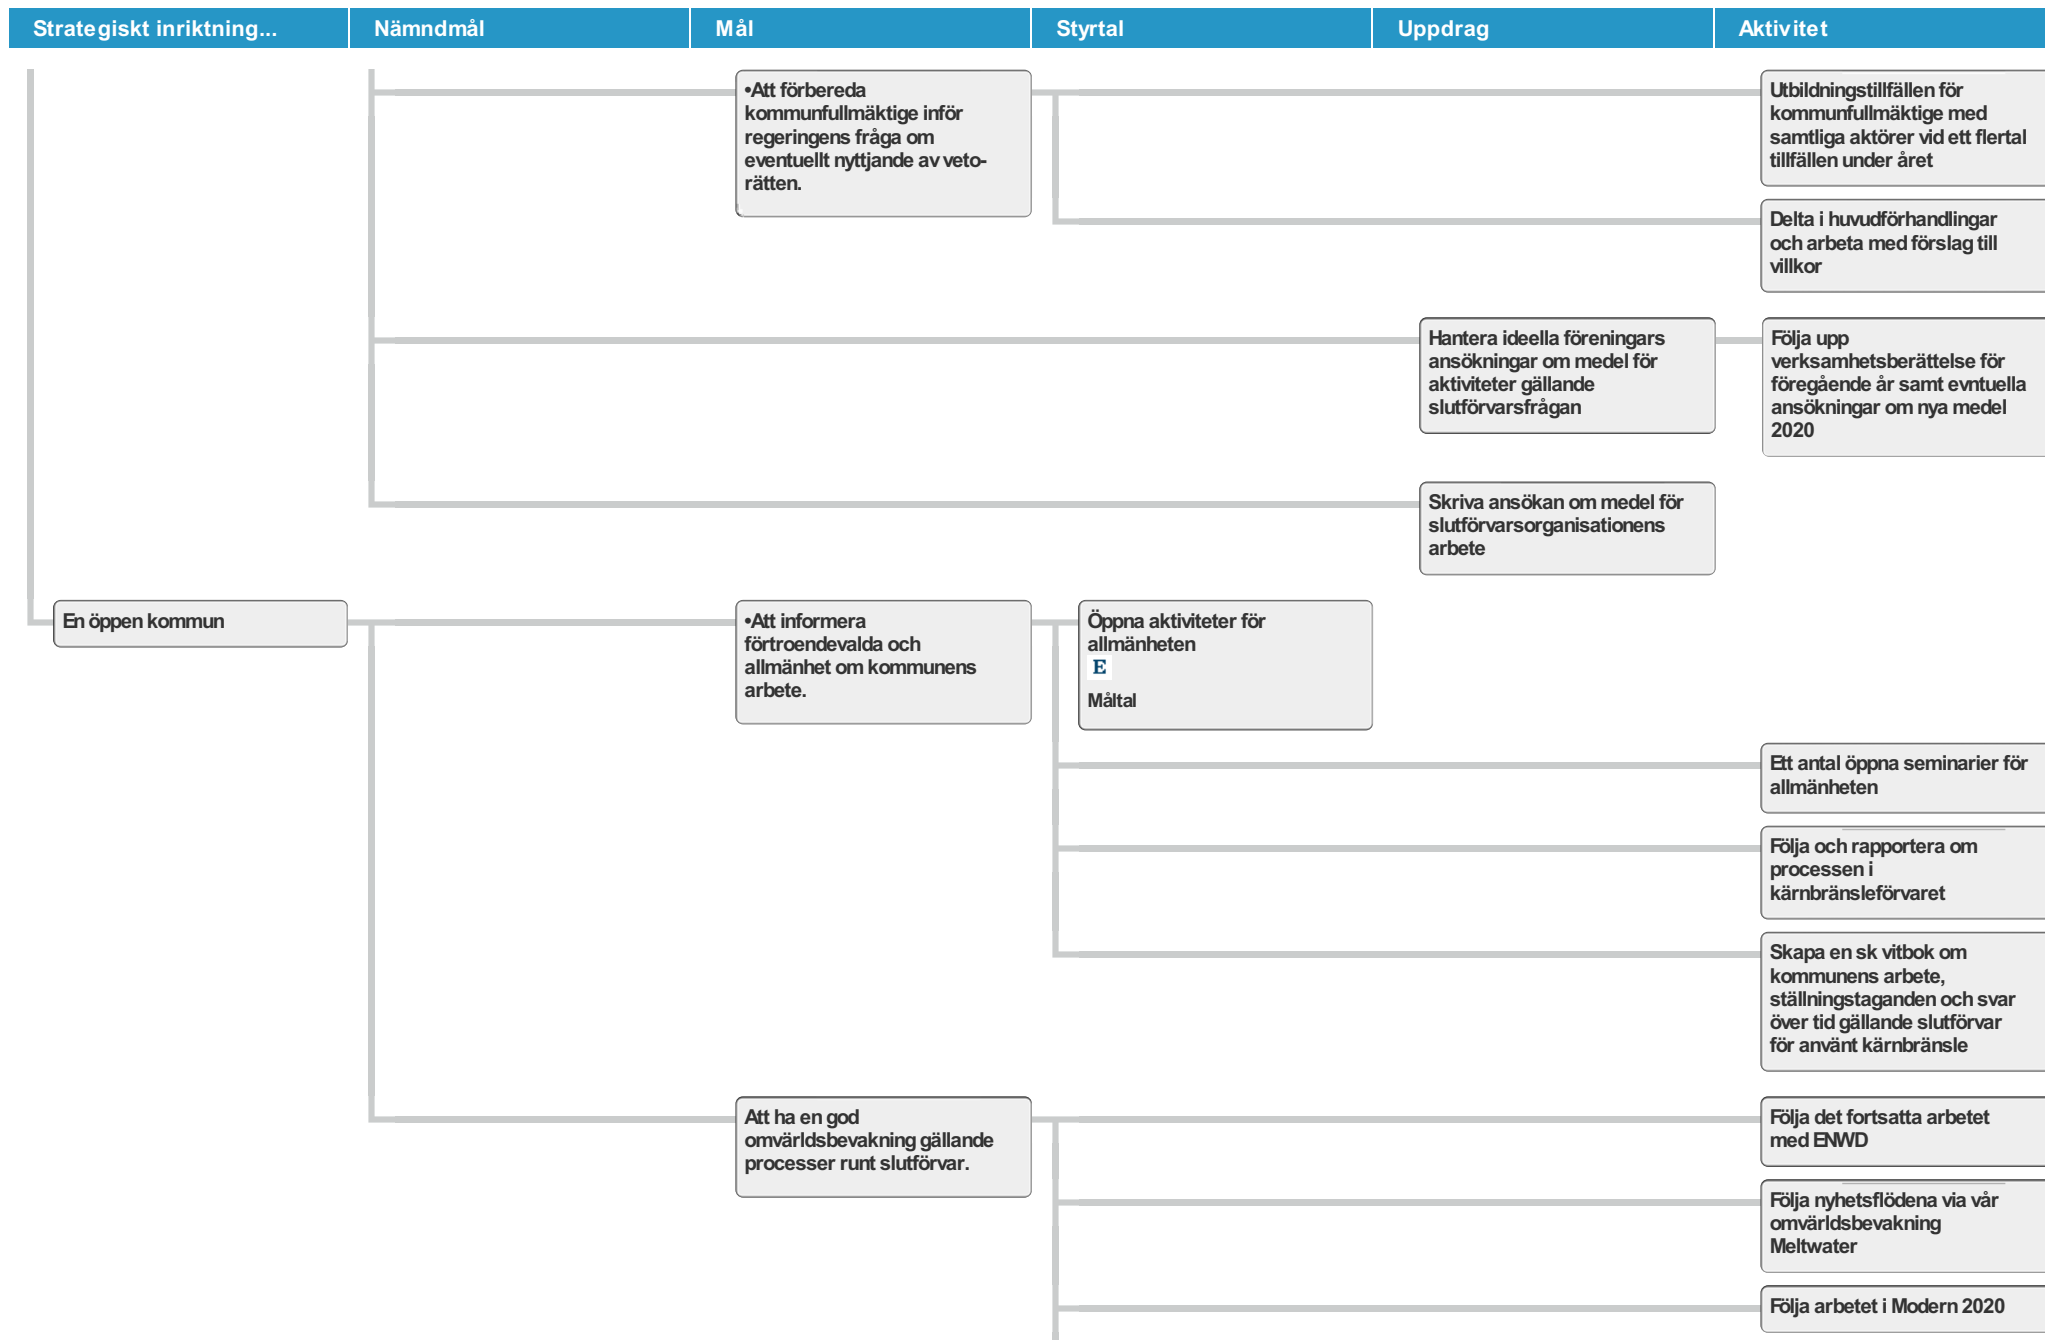 Strategiskt inriktning...
Nämndmål
Mål
Styrtal
Uppdrag
Aktivitet
•Att förbereda
kommunfullmäktige inför
regeringens fråga om
eventuellt nyttjande av veto-
rätten.
Utbildningstillfällen för
kommunfullmäktige med
samtliga aktörer vid ett flertal
tillfällen under året
Delta i huvudförhandlingar
och arbeta med förslag till
villkor
Hantera ideella föreningars
ansökningar om medel för
aktiviteter gällande
slutförvarsfrågan
Följa upp
verksamhetsberättelse för
föregående år samt evntuella
ansökningar om nya medel
2020
Skriva ansökan om medel för
slutförvarsorganisationens
arbete
En öppen kommun
•Att informera
förtroendevalda och
allmänhet om kommunens
arbete.
Öppna aktiviteter för
allmänheten
E
Måltal
Ett antal öppna seminarier för
allmänheten
Följa och rapportera om
processen i
kärnbränsleförvaret
Skapa en sk vitbok om
kommunens arbete,
ställningstaganden och svar
över tid gällande slutförvar
för använt kärnbränsle
Att ha en god
omvärldsbevakning gällande
processer runt slutförvar.
Följa det fortsatta arbetet
med ENWD
Följa nyhetsflödena via vår
omvärldsbevakning
Meltwater
Följa arbetet i Modern 2020